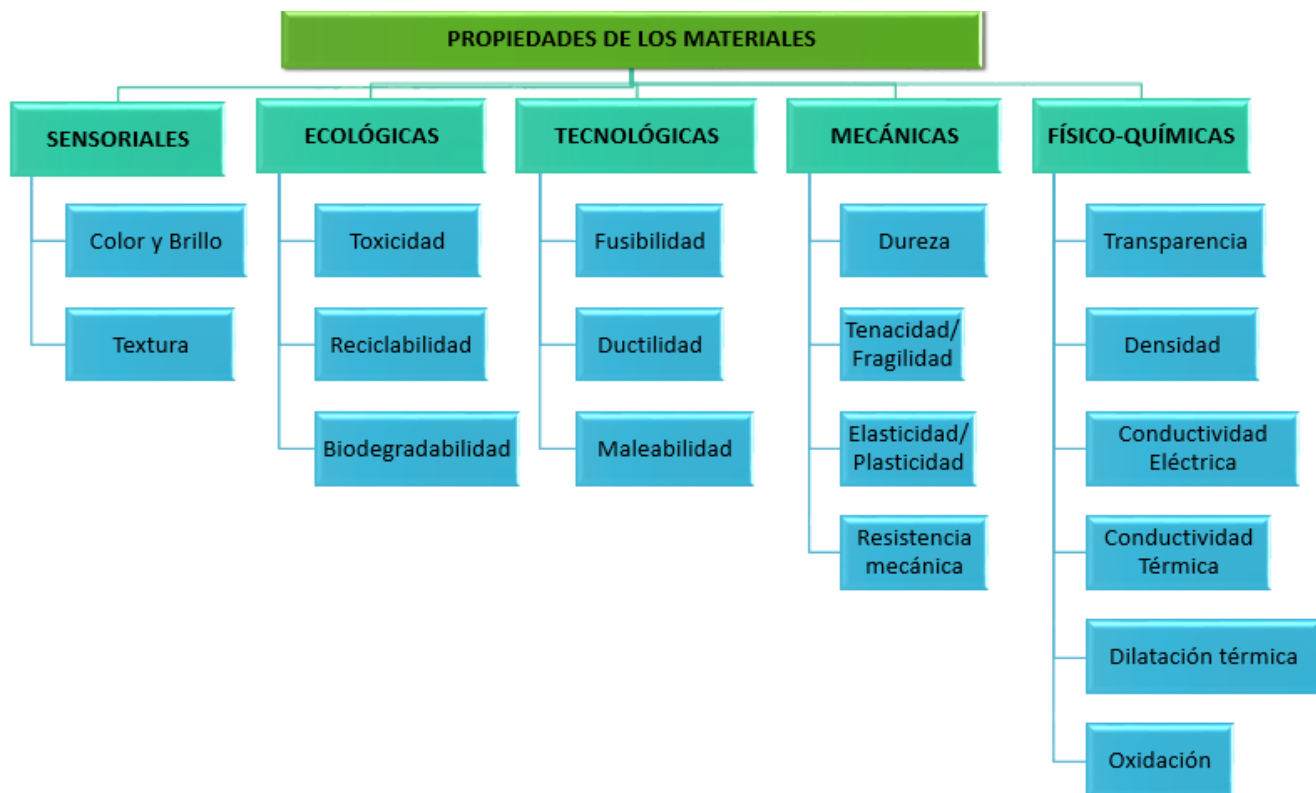 PROPIEDADES DE LOS MATERIALES
SENSORIALES
Color y Brillo
Textura
ECOLÓGICAS
Toxicidad
Reciclabilidad
Biodegradabilidad
TECNOLÓGICAS
Fusibilidad
Ductilidad
Maleabilidad
MECÁNICAS
Dureza
Tenacidad/
Fragilidad
Elasticidad/
Plasticidad
Resistencia
mecánica
FÍSICO-QUÍMICAS
Transparencia
Densidad
Conductividad
Eléctrica
Conductividad
Térmica
Dilatación térmica
Oxidación